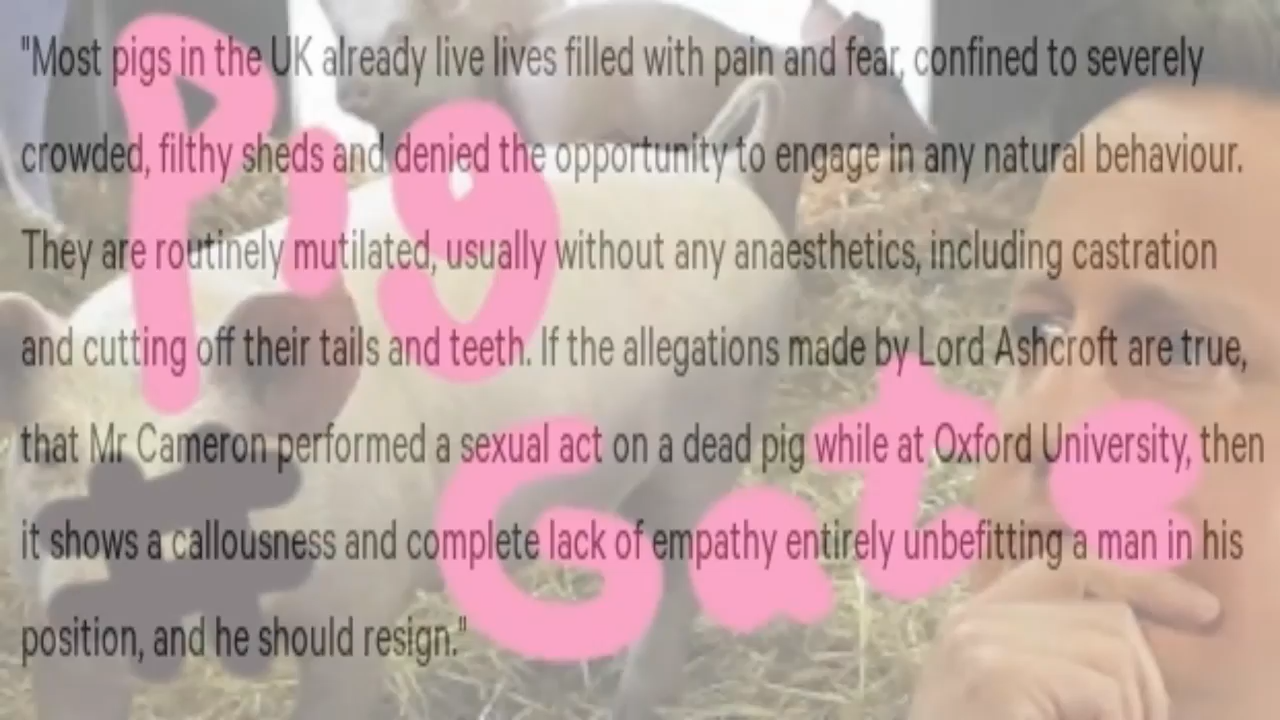 "Most pigs in the UK already live lives filled with pain and fear, confined to severely
crowded, filthy sheds and denied the opportunity to engage in any natural behaviour.
They are routinely mutilated, usually without any anaesthetics, including castration
and cutting off their tails and teeth. If the allegations made by Lord Ashcroft are true,
that Mr Cameron performed a sexual act on a dead pig while at Oxford University, then
it shows a callousness and complete lack of empathy entirely unbefitting a man in his
position, and he should resign."
Pig
# Gate